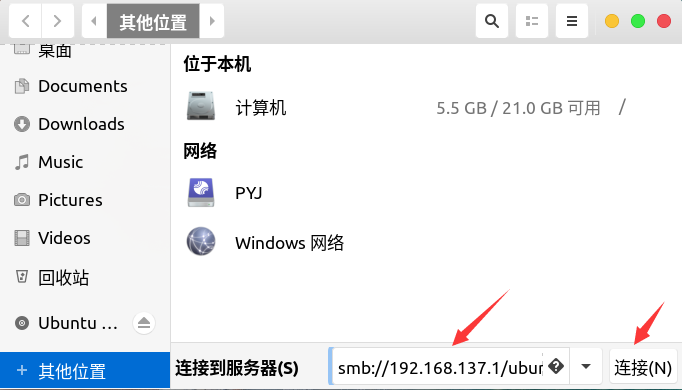 其他位置
桌面
Documents
Downloads
Music
Pictures
Videos
回收站
Ubuntu ...
其他位置
位于本机
计算机 5.5 GB / 21.0 GB 可用 /
网络
PYJ
Windows 网络
连接到服务器(S) smb://192.168.137.1/ubun 连接(N)